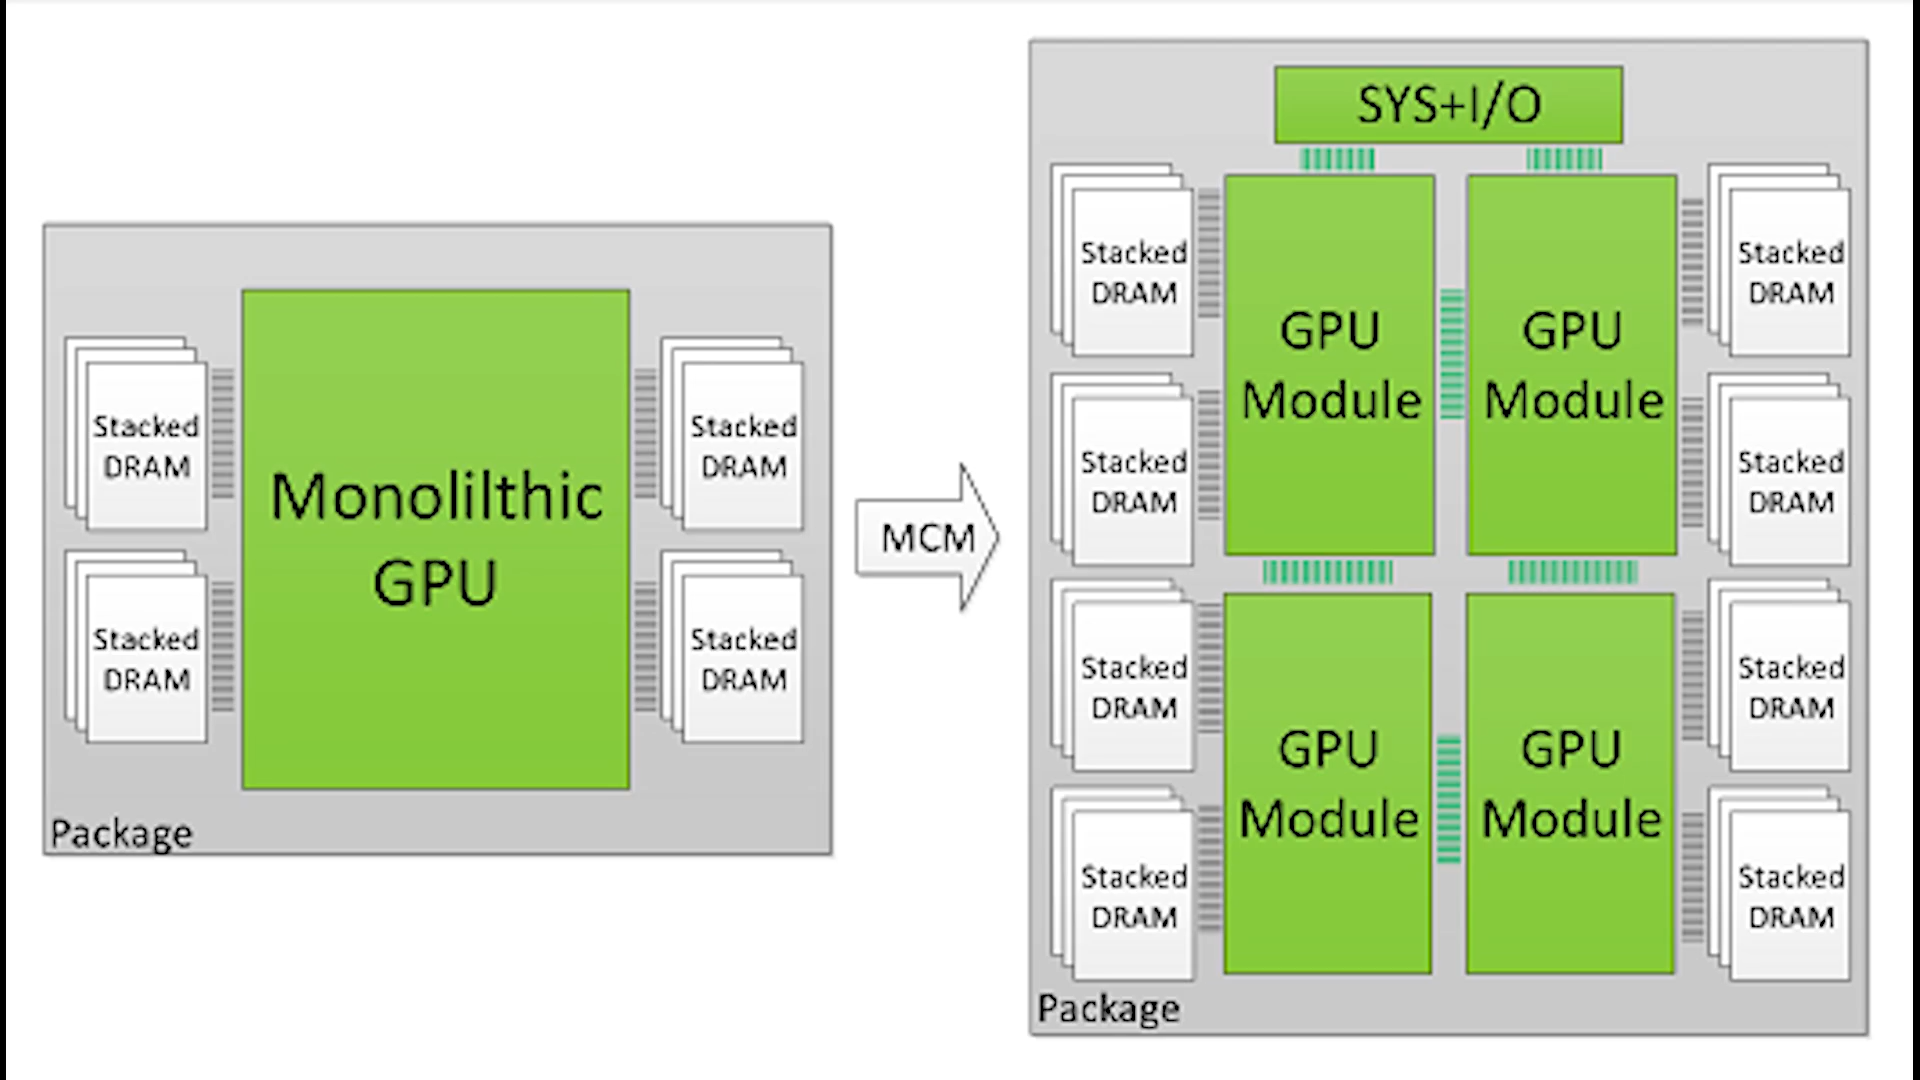 Stacked
DRAM
Stacked
DRAM
Monolilthic
GPU
Stacked
DRAM
Stacked
DRAM
Package
MCM
SYS+I/O
Stacked
DRAM
Stacked
DRAM
Stacked
DRAM
Stacked
DRAM
GPU
Module
GPU
Module
GPU
Module
GPU
Module
Stacked
DRAM
Stacked
DRAM
Stacked
DRAM
Stacked
DRAM
Package